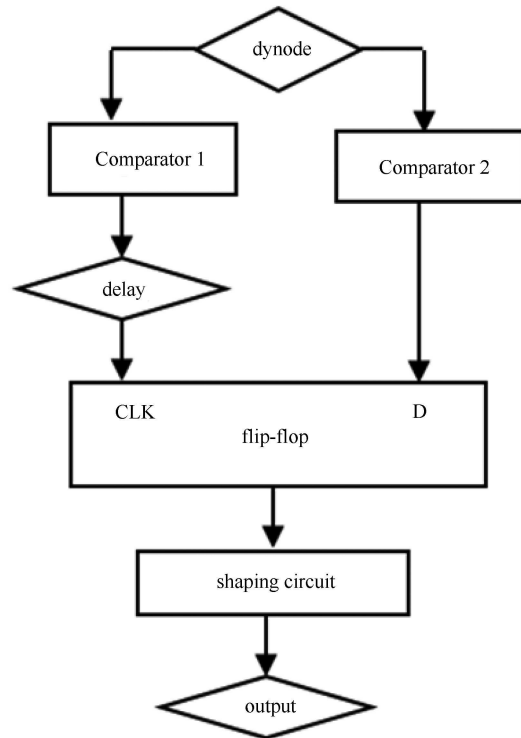 dynode
Comparator 1
Comparator 2
delay
CLK
D
flip-flop
shaping circuit
output